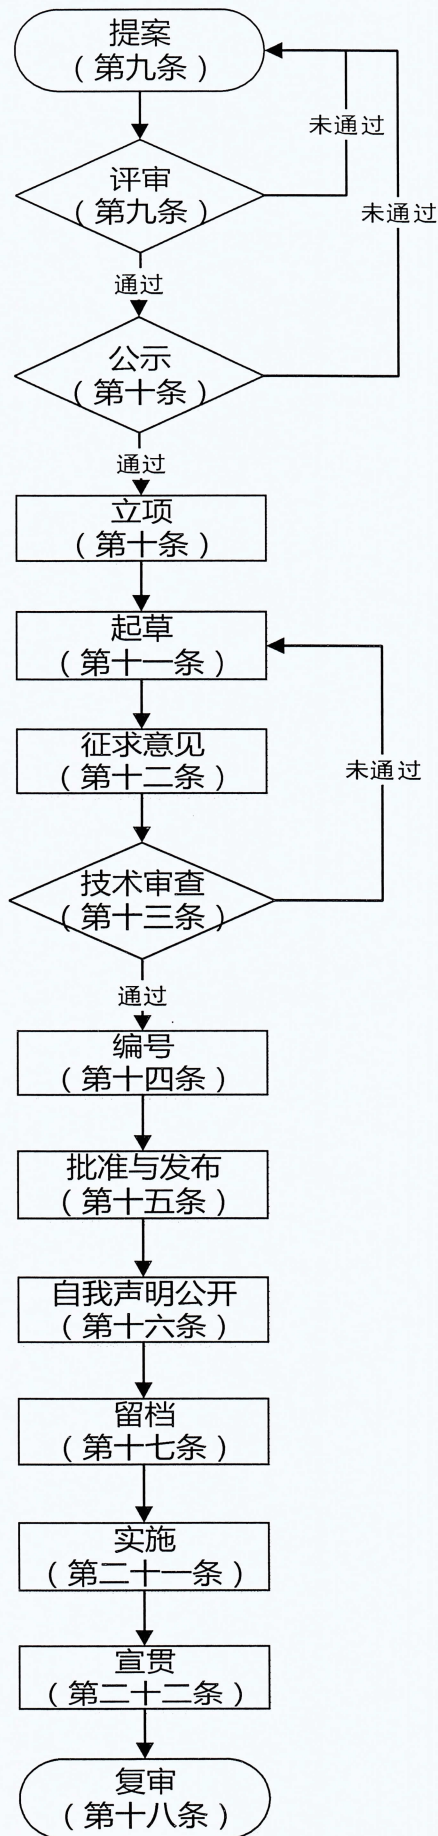 提案
（第九条）
未通过
评审
（第九条）
未通过
通过
公示
（第十条）
通过
立项
（第十条）
起草
（第十一条）
征求意见
（第十二条）
未通过
技术审查
（第十三条）
通过
编号
（第十四条）
批准与发布
（第十五条）
自我声明公开
（第十六条）
留档
（第十七条）
实施
（第二十一条）
宣贯
（第二十二条）
复审
（第十八条）